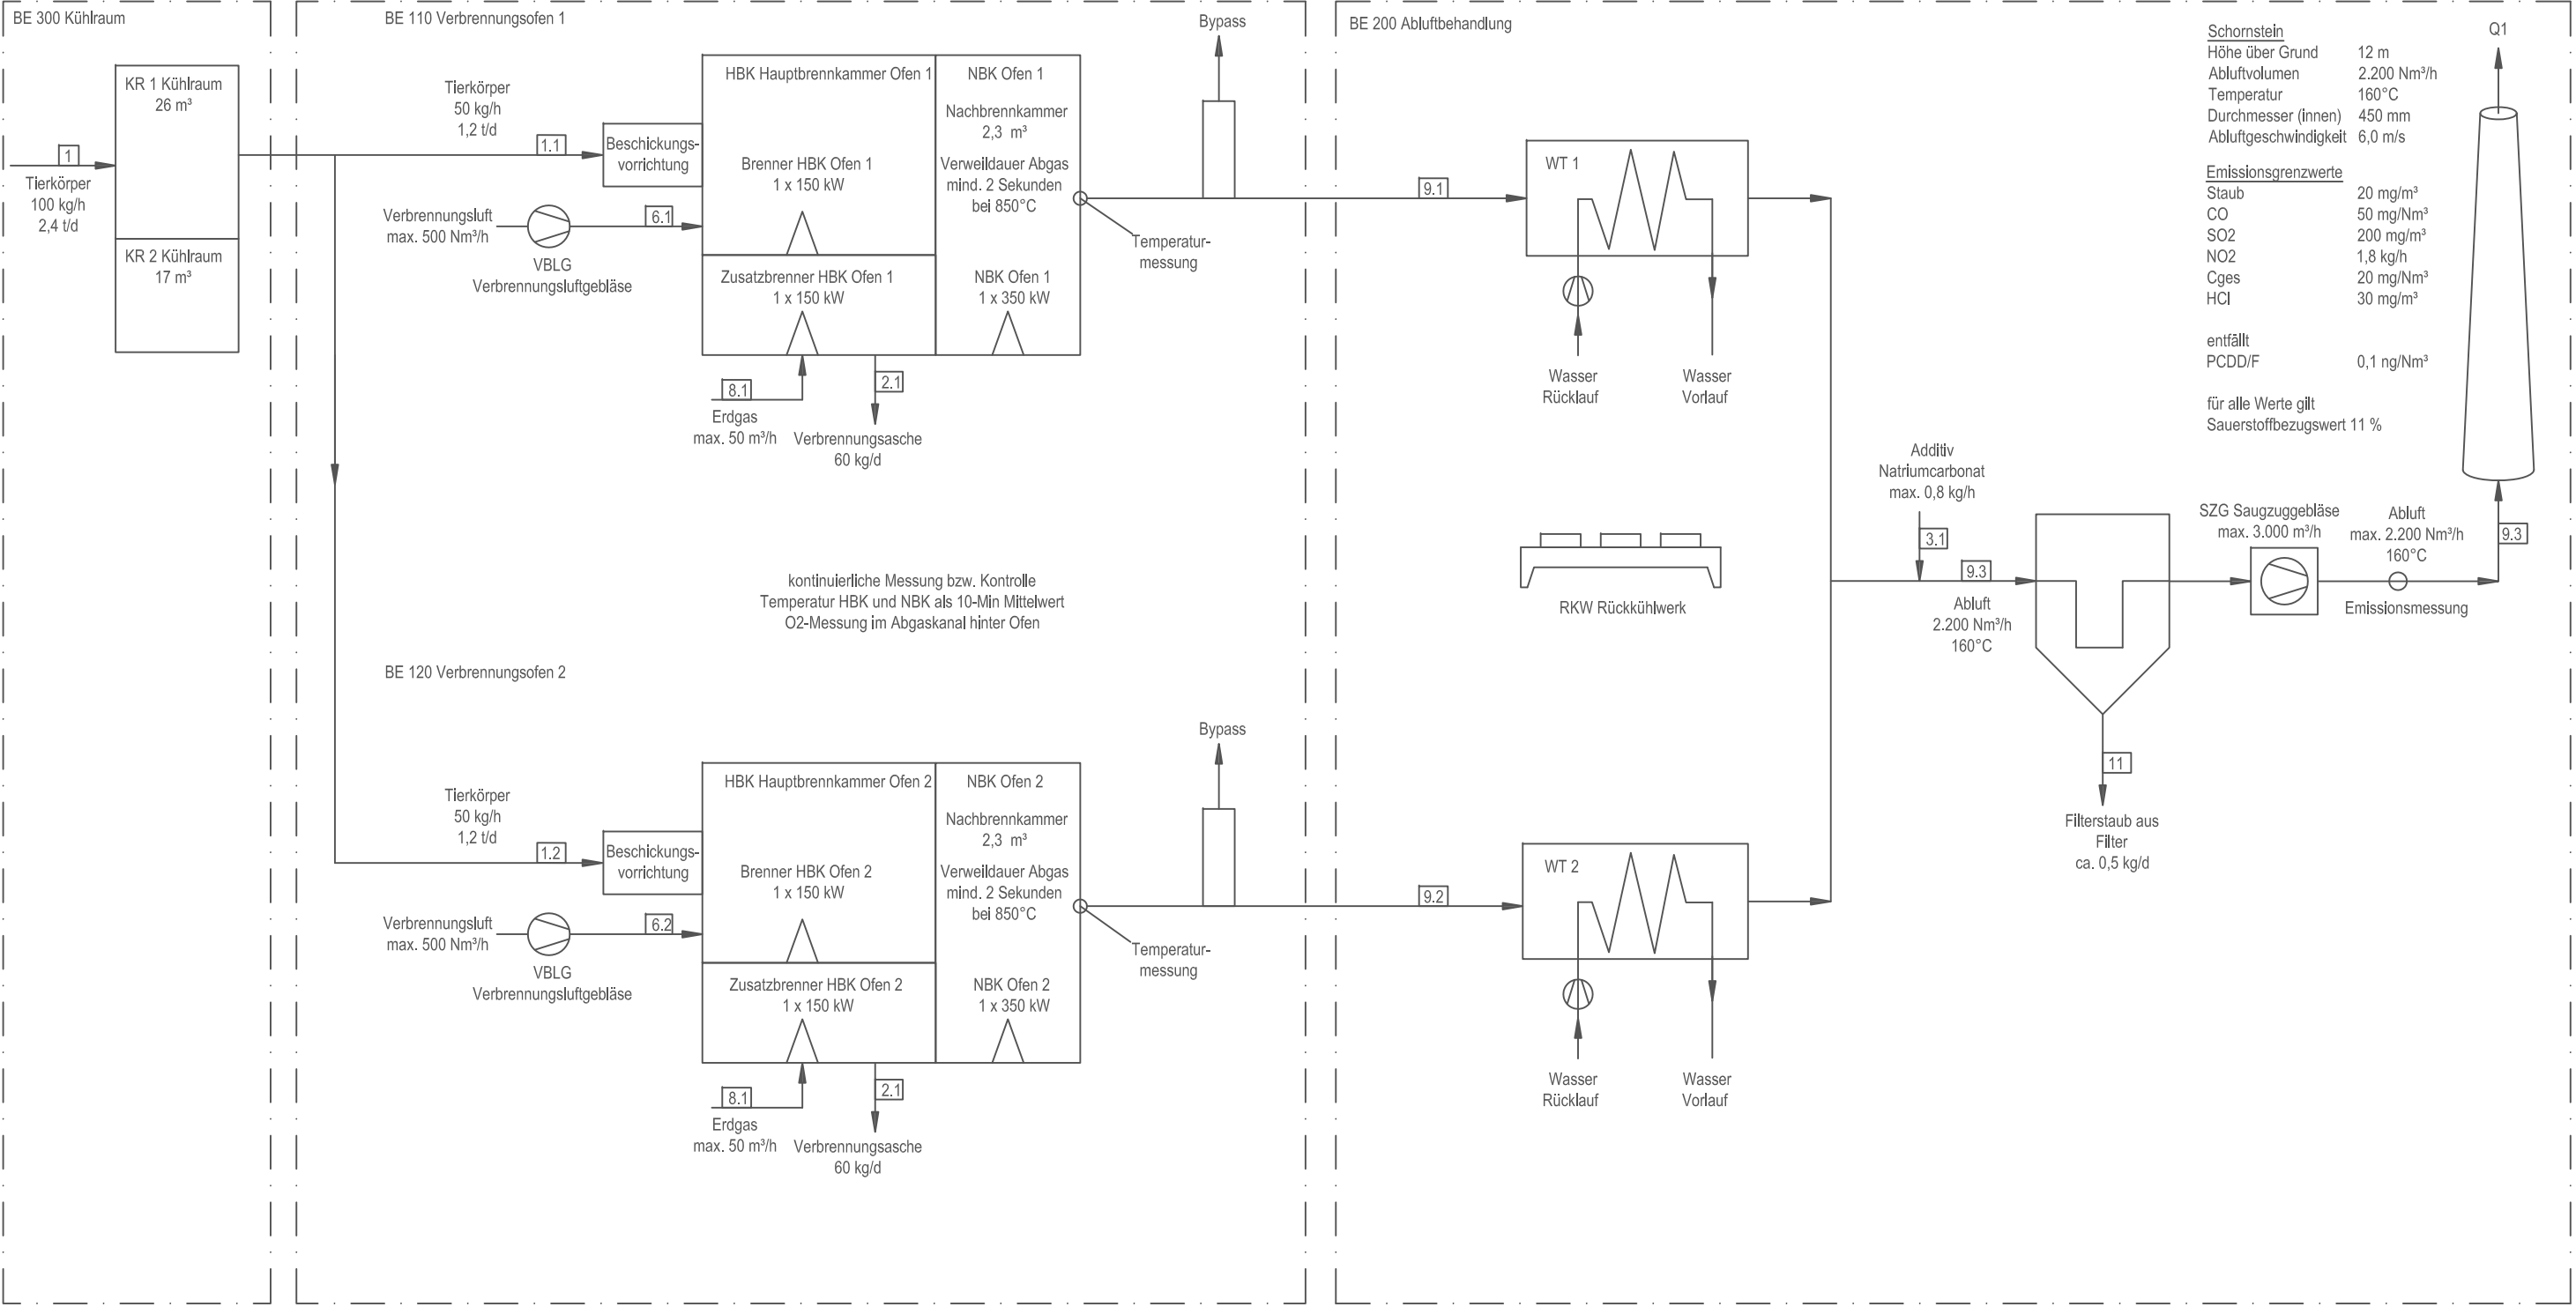 BE 300 Kühlraum
KR 1 Kühlraum
26 m³
1
Tierkörper
100 kg/h
2,4 t/d
KR 2 Kühlraum
17 m³
BE 110 Verbrennungsofen 1
Tierkörper
50 kg/h
1,2 t/d
1.1
Beschickungs-
vorrichtung
Verbrennungsluft
max. 500 Nm³/h
6.1
VBLG
Verbrennungsluftgebläse
HBK Hauptbrennkammer Ofen 1
Brenner HBK Ofen 1
1 x 150 kW
Zusatzbrenner HBK Ofen 1
1 x 150 kW
NBK Ofen 1
Nachbrennkammer
2,3 m³
Verweildauer Abgas
mind. 2 Sekunden
bei 850°C
NBK Ofen 1
1 x 350 kW
8.1
Erdgas
max. 50 m³/h
2.1
Verbrennungsasche
60 kg/d
Bypass
Temperatur-
messung
kontinuierliche Messung bzw. Kontrolle
Temperatur HBK und NBK als 10-Min Mittelwert
O2-Messung im Abgaskanal hinter Ofen
BE 120 Verbrennungsofen 2
Tierkörper
50 kg/h
1,2 t/d
1.2
Beschickungs-
vorrichtung
Verbrennungsluft
max. 500 Nm³/h
6.2
VBLG
Verbrennungsluftgebläse
HBK Hauptbrennkammer Ofen 2
Brenner HBK Ofen 2
1 x 150 kW
Zusatzbrenner HBK Ofen 2
1 x 150 kW
NBK Ofen 2
Nachbrennkammer
2,3 m³
Verweildauer Abgas
mind. 2 Sekunden
bei 850°C
NBK Ofen 2
1 x 350 kW
8.1
Erdgas
max. 50 m³/h
2.1
Verbrennungsasche
60 kg/d
Bypass
Temperatur-
messung
BE 200 Abluftbehandlung
9.1
WT 1
Wasser
Rücklauf
Wasser
Vorlauf
RKW Rückkühlwerk
9.2
WT 2
Wasser
Rücklauf
Wasser
Vorlauf
Additiv
Natriumcarbonat
max. 0,8 kg/h
3.1
9.3
Abluft
2.200 Nm³/h
160°C
11
Filterstaub aus
Filter
ca. 0,5 kg/d
SZG Saugzuggebläse
max. 3.000 m³/h
Abluft
max. 2.200 Nm³/h
160°C
Emissionsmessung
9.3
Q1
Schornstein
Höhe über Grund 12 m
Abluftvolumen 2.200 Nm³/h
Temperatur 160°C
Durchmesser (innen) 450 mm
Abluftgeschwindigkeit 6,0 m/s
Emissionsgrenzwerte
Staub 20 mg/m³
CO 50 mg/Nm³
SO2 200 mg/m³
NO2 1,8 kg/h
Cges 20 mg/Nm³
HCl 30 mg/m³
entfällt
PCDD/F 0,1 ng/Nm³
für alle Werte gilt
Sauerstoffbezugswert 11 %